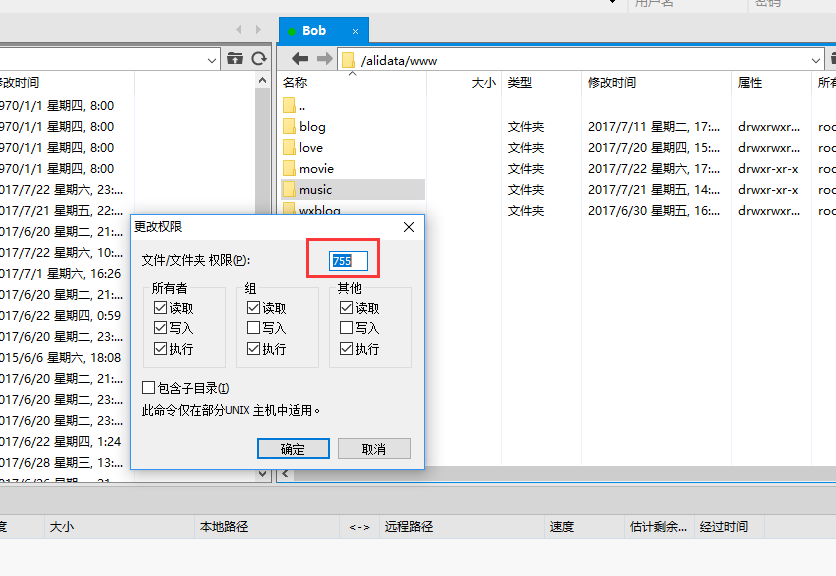 用户名 密码
Bob ×
/alidata/www
修改时间
名称 大小 类型 修改时间 属性 所有
970/1/1 星期四, 8:00
..
970/1/1 星期四, 8:00
blog 文件夹 2017/7/11 星期二, 17:... drwxrwxr... roo
970/1/1 星期四, 8:00
love 文件夹 2017/7/20 星期四, 15:... drwxrwxr... roo
970/1/1 星期四, 8:00
movie 文件夹 2017/7/22 星期六, 17:... drwxr-xr-x roo
017/7/22 星期六, 23:...
music 文件夹 2017/7/21 星期五, 14:... drwxr-xr-x roo
017/7/21 星期五, 22:...
wxblog 文件夹 2017/6/30 星期五, 16:... drwxrwxr... roo
017/6/20 星期二, 21:...
017/7/22 星期六, 10:...
017/7/1 星期六, 16:26
017/6/20 星期二, 21:...
017/6/22 星期四, 0:59
017/6/20 星期二, 23:...
015/6/6 星期六, 18:08
017/6/20 星期二, 21:...
017/6/20 星期二, 23:...
017/6/20 星期二, 23:...
017/6/22 星期四, 1:24
017/6/28 星期三, 13:...
更改权限
文件/文件夹 权限(P): 755
所有者 组 其他
读取 读取 读取
写入 写入 写入
执行 执行 执行
包含子目录(I)
此命令仅在部分UNIX 主机中适用。
确定 取消
度 大小 本地路径 <-> 远程路径 速度 估计剩余... 经过时间